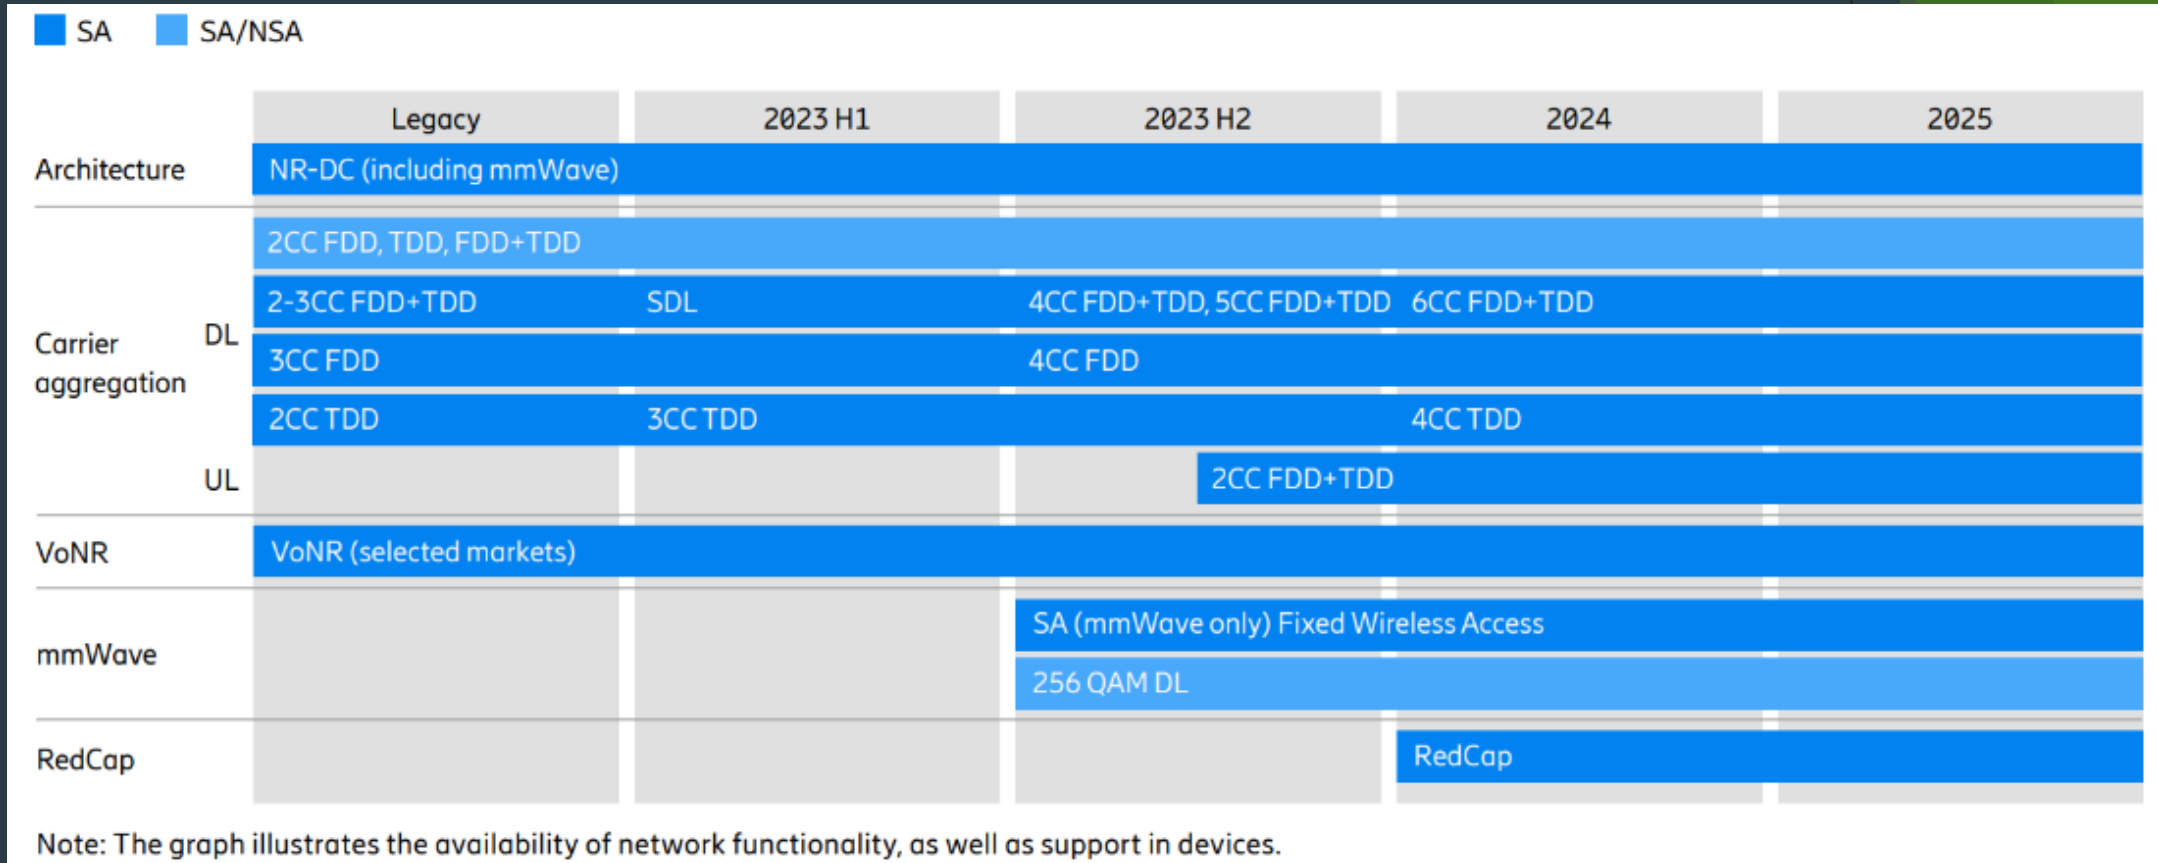 SA SA/NSA
Legacy 2023 H1 2023 H2 2024 2025
Architecture NR-DC (including mmWave)
2CC FDD, TDD, FDD+TDD
2-3CC FDD+TDD SDL 4CC FDD+TDD, 5CC FDD+TDD 6CC FDD+TDD
Carrier
aggregation
DL
3CC FDD 4CC FDD
2CC TDD 3CC TDD 4CC TDD
UL 2CC FDD+TDD
VoNR VoNR (selected markets)
mmWave
SA (mmWave only) Fixed Wireless Access
256 QAM DL
RedCap RedCap
Note: The graph illustrates the availability of network functionality, as well as support in devices.